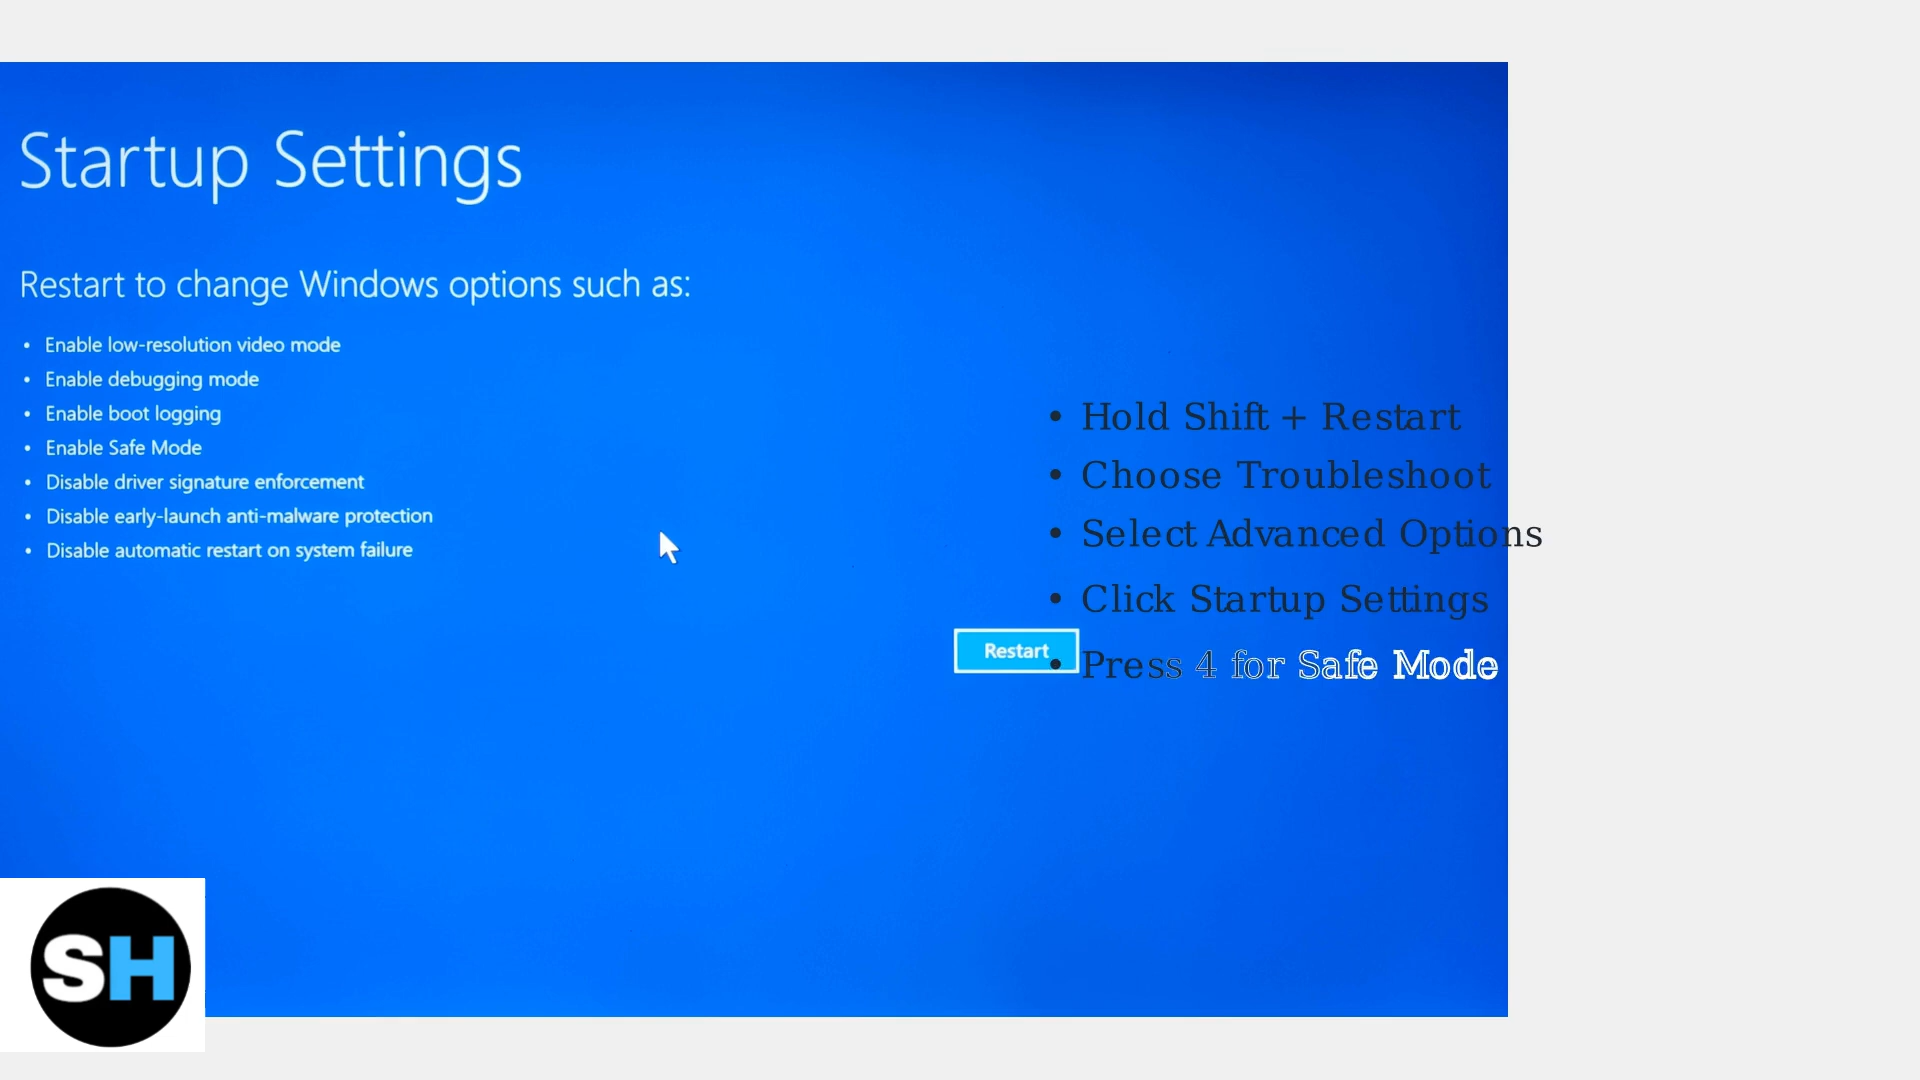 Startup Settings
Restart to change Windows options such as:
• Enable low-resolution video mode
• Enable debugging mode
• Enable boot logging
• Enable Safe Mode
• Disable driver signature enforcement
• Disable early-launch anti-malware protection
• Disable automatic restart on system failure
Restart
• Hold Shift + Restart
• Choose Troubleshoot
• Select Advanced Options
• Click Startup Settings
• Press 4 for Safe Mode
SH